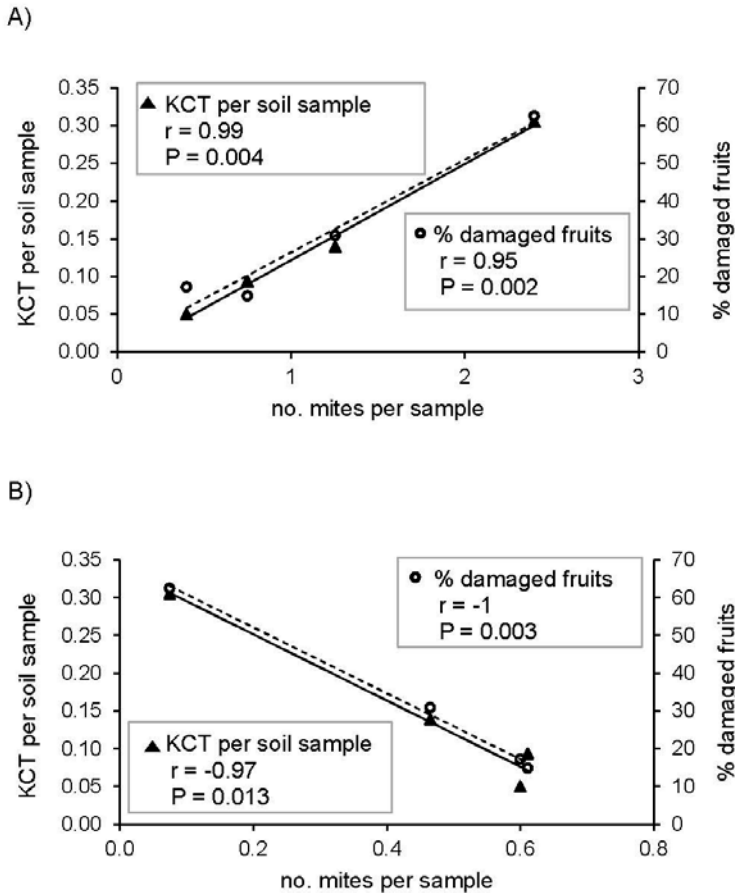 A)
KCT per soil sample
r = 0.99
P = 0.004
% damaged fruits
r = 0.95
P = 0.002
0.35
0.30
0.25
0.20
0.15
0.10
0.05
0.00
KCT per soil sample
70
60
50
40
30
20
10
0
% damaged fruits
0 1 2 3
no. mites per sample
B)
% damaged fruits
r = -1
P = 0.003
KCT per soil sample
r = -0.97
P = 0.013
0.35
0.30
0.25
0.20
0.15
0.10
0.05
0.00
KCT per soil sample
70
60
50
40
30
20
10
0
% damaged fruits
0.0 0.2 0.4 0.6 0.8
no. mites per sample